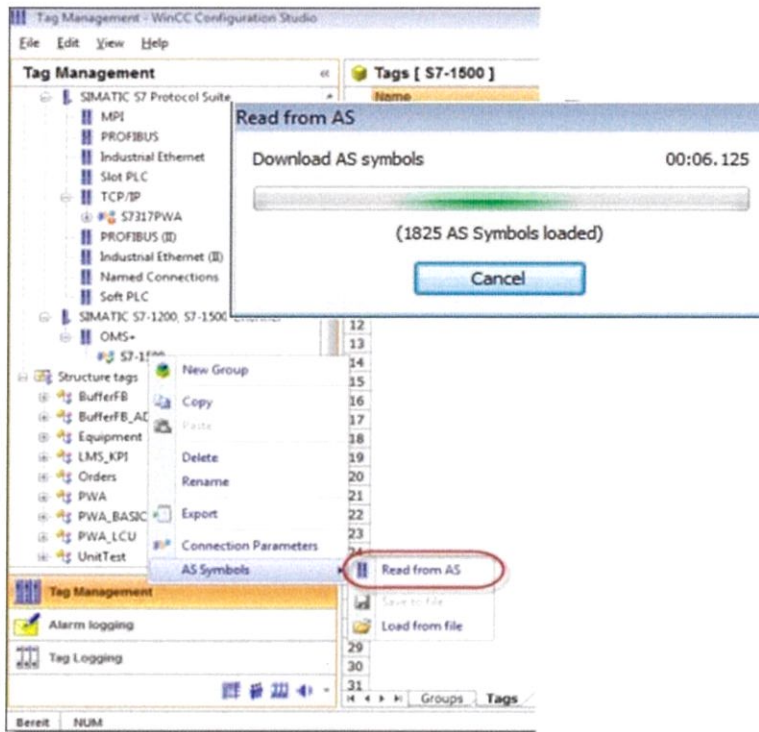 Tag Management - WinCC Configuration Studio
File Edit View Help
Tag Management «
Tags [ S7-1500 ]
Name
SIMATIC S7 Protocol Suite
MPI
PROFIBUS
Industrial Ethernet
Slot PLC
TCP/IP
S7317PWA
PROFIBUS (II)
Industrial Ethernet (II)
Named Connections
Soft PLC
SIMATIC S7-1200, S7-1500 Channel
OMS+
S7-1500
Structure tags
BufferFB
BufferFB_AD
Equipment
LMS_KPI
Orders
PWA
PWA_BASIC
PWA_LCU
UnitTest
Read from AS
Download AS symbols 00:06.125
(1825 AS Symbols loaded)
Cancel
12
13
14
15
16
17
18
19
20
21
22
23
24
29
30
31
New Group
Copy
Paste
Delete
Rename
Export
Connection Parameters
AS Symbols
Read from AS
Save to file
Load from file
Tag Management
Alarm logging
Tag Logging
Groups Tags
Bereit NUM